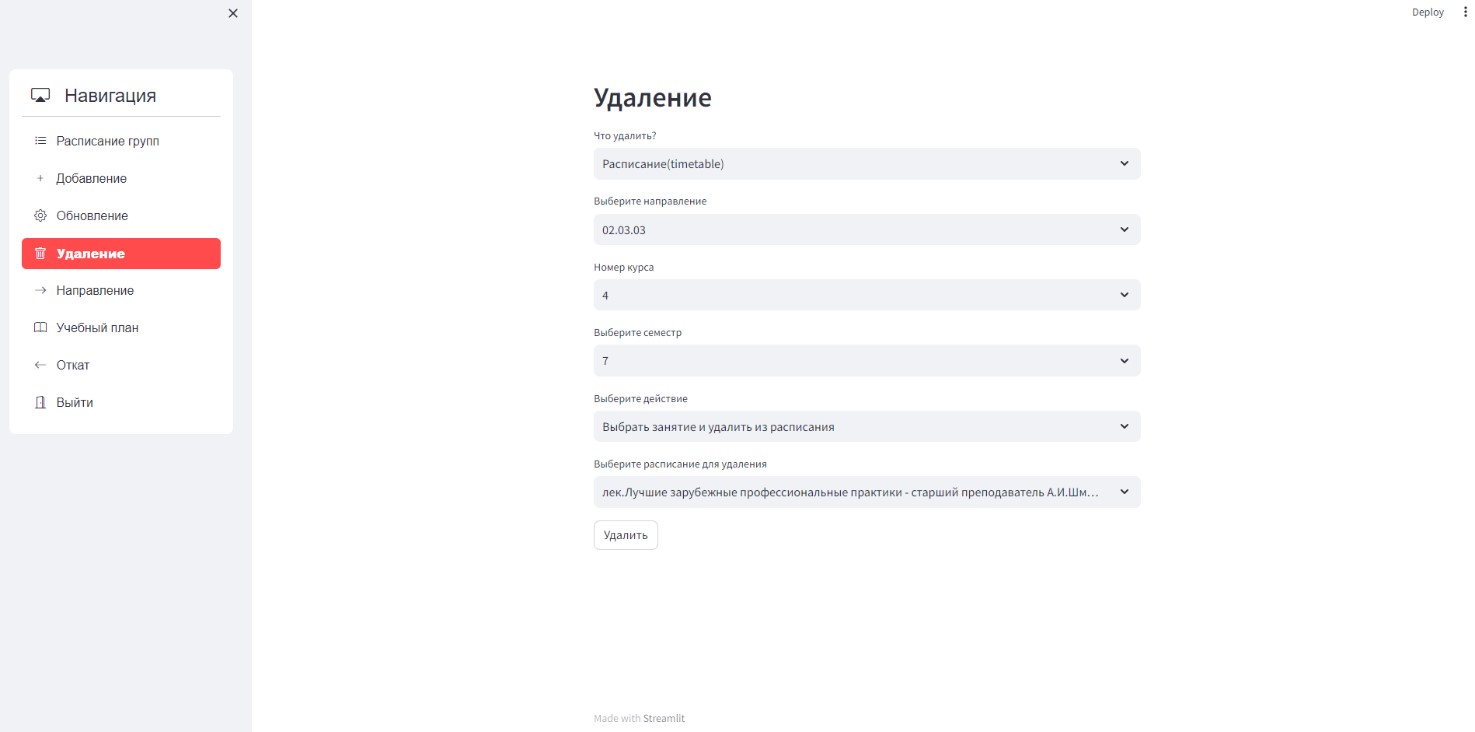 Deploy
Навигация
Расписание групп
Добавление
Обновление
Удаление
Направление
Учебный план
Откат
Выйти
Удаление
Что удалить?
Расписание(timetable)
Выберите направление
02.03.03
Номер курса
4
Выберите семестр
7
Выберите действие
Выбрать занятие и удалить из расписания
Выберите расписание для удаления
лек.Лучшие зарубежные профессиональные практики - старший преподаватель А.И.Шм...
Удалить
Made with Streamlit